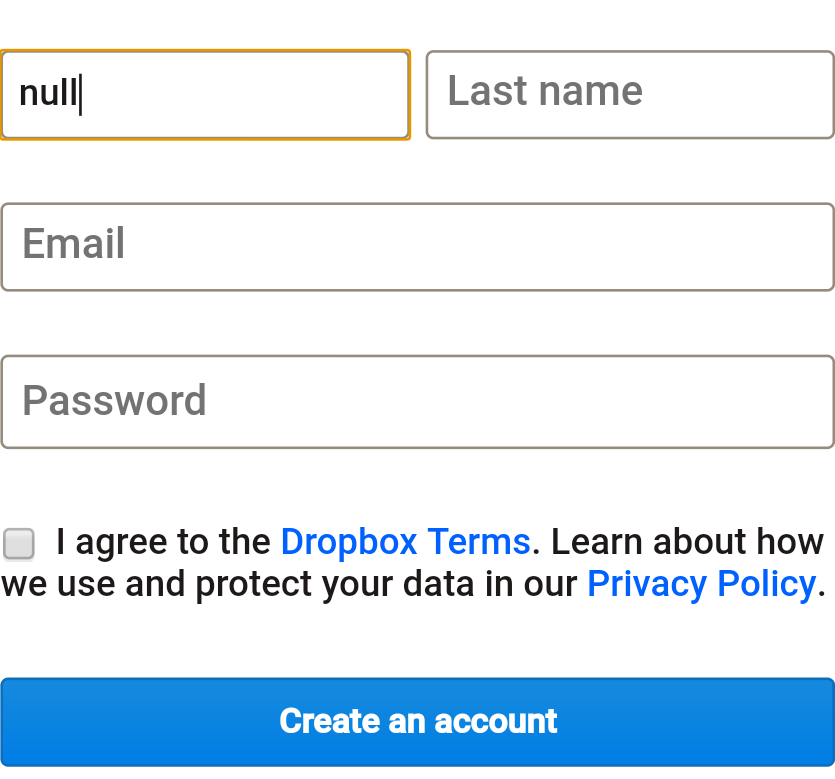 null Last name
Email
Password
I agree to the Dropbox Terms. Learn about how
we use and protect your data in our Privacy Policy.
Create an account